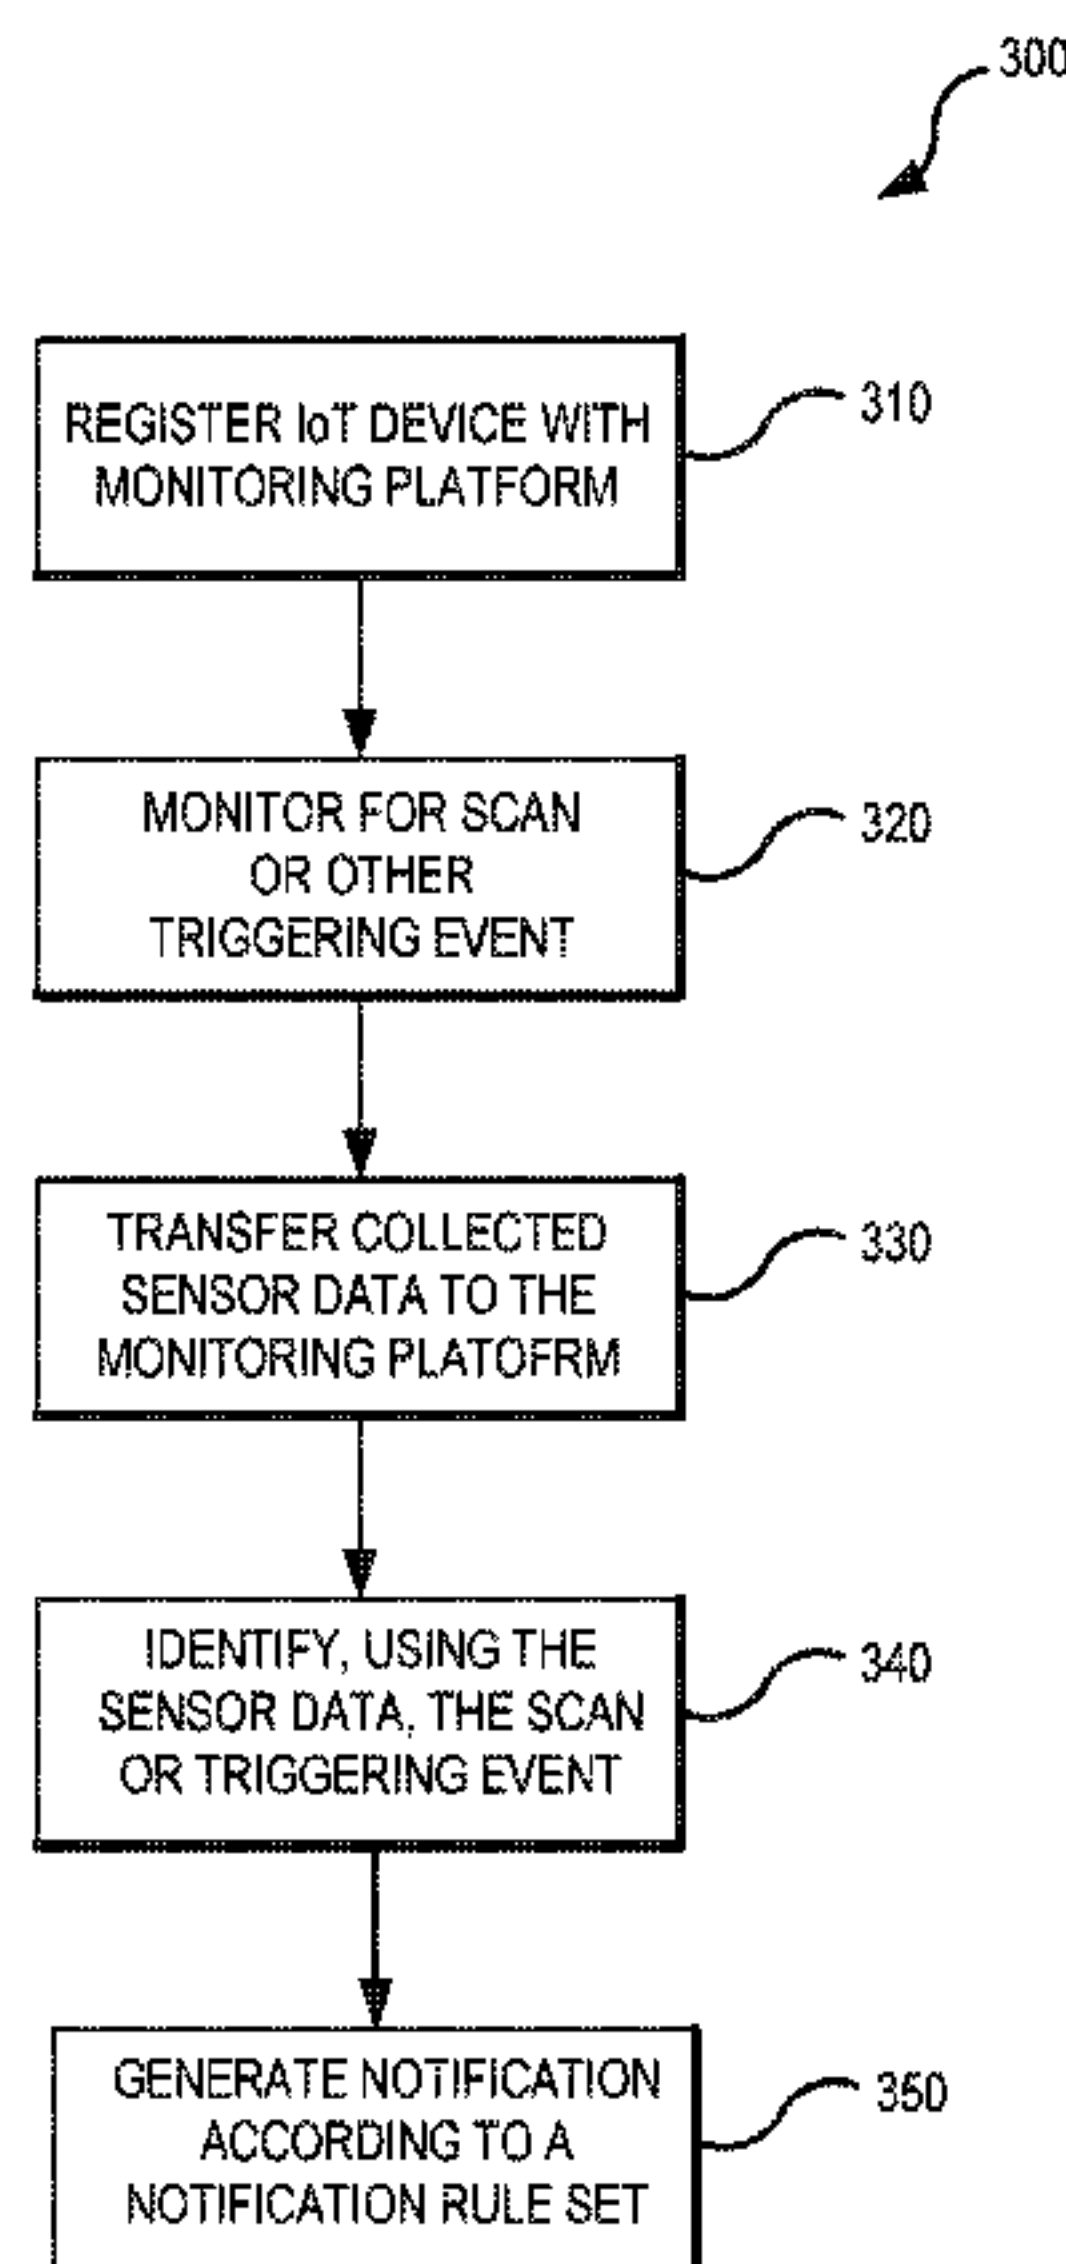 300
REGISTER IoT DEVICE WITH
MONITORING PLATFORM
310
MONITOR FOR SCAN
OR OTHER
TRIGGERING EVENT
320
TRANSFER COLLECTED
SENSOR DATA TO THE
MONITORING PLATOFRM
330
IDENTIFY, USING THE
SENSOR DATA, THE SCAN
OR TRIGGERING EVENT
340
GENERATE NOTIFICATION
ACCORDING TO A
NOTIFICATION RULE SET
350